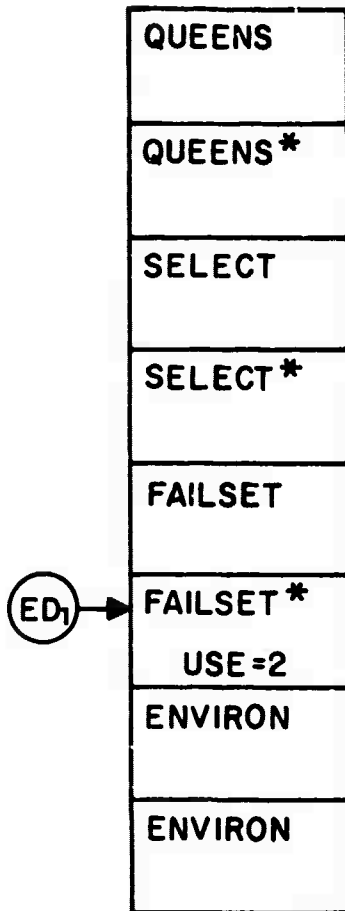 QUEENS
QUEENS*
SELECT
SELECT*
FAILSET
ED1
FAILSET*
USE=2
ENVIRON
ENVIRON